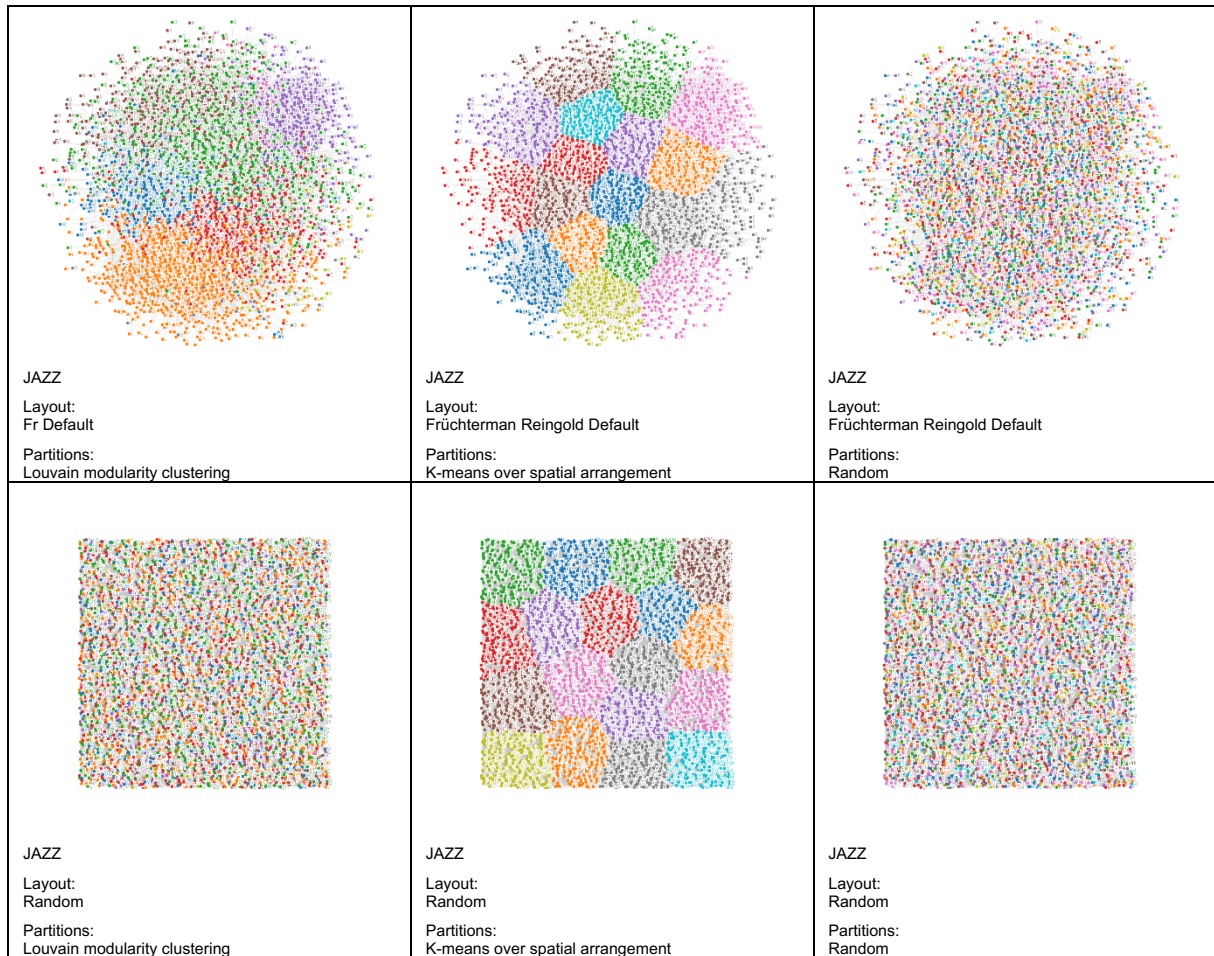 JAZZ
Layout:
Fr Default
Partitions:
Louvain modularity clustering
JAZZ
Layout:
Früchterman Reingold Default
Partitions:
K-means over spatial arrangement
JAZZ
Layout:
Früchterman Reingold Default
Partitions:
Random
JAZZ
Layout:
Random
Partitions:
Louvain modularity clustering
JAZZ
Layout:
Random
Partitions:
K-means over spatial arrangement
JAZZ
Layout:
Random
Partitions:
Random